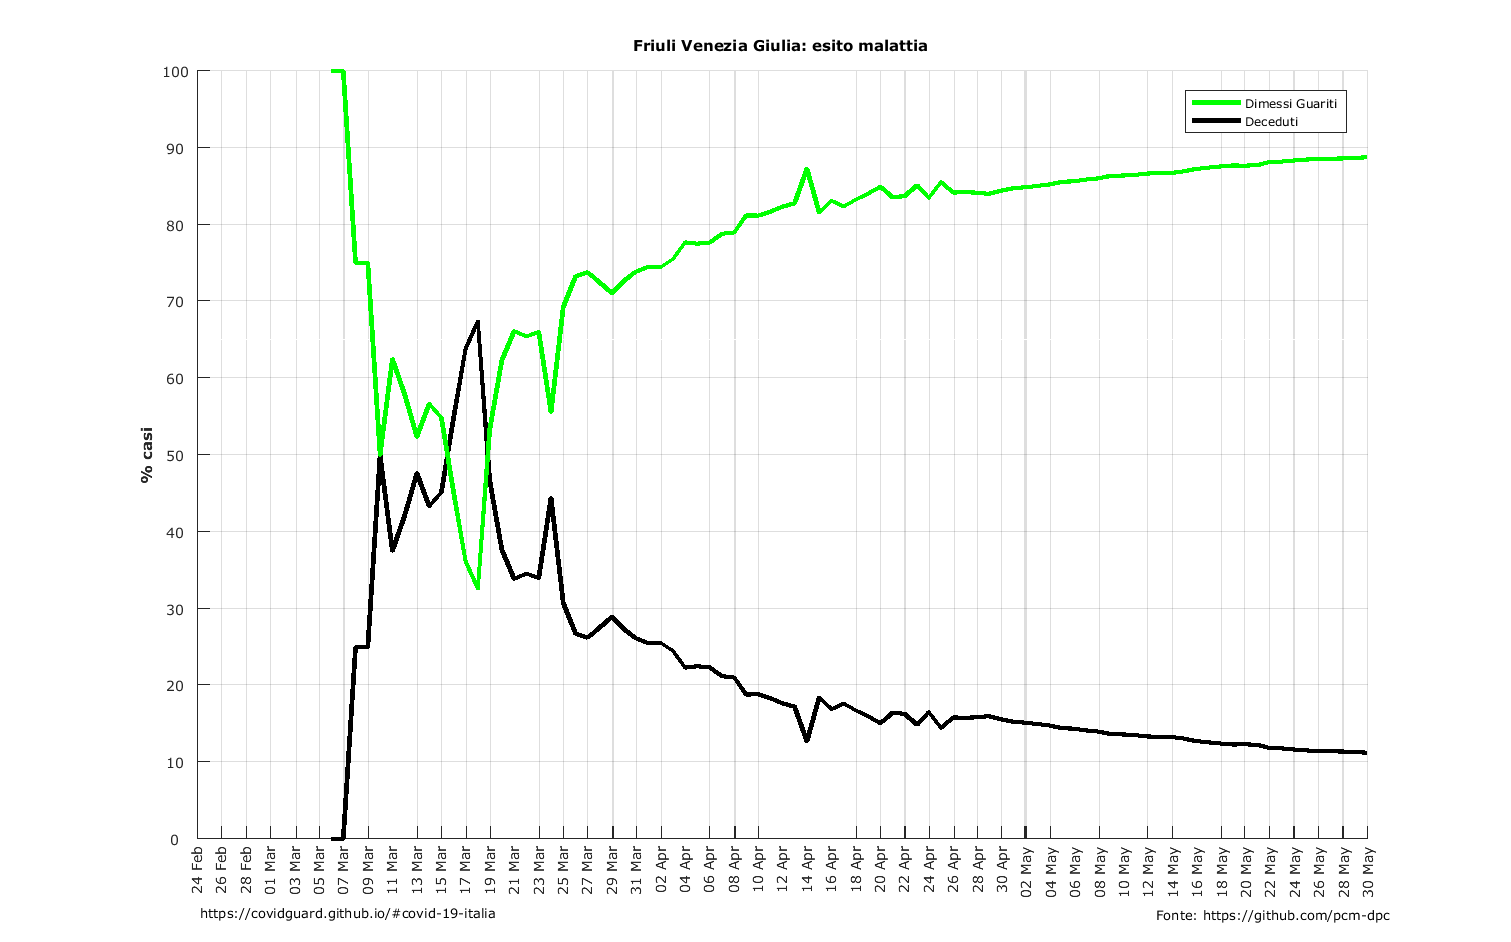 Friuli Venezia Giulia: esito malattia
Dimessi Guariti
Deceduti
% casi
100
90
80
70
60
50
40
30
20
10
0
24 Feb
26 Feb
28 Feb
01 Mar
03 Mar
05 Mar
07 Mar
09 Mar
11 Mar
13 Mar
15 Mar
17 Mar
19 Mar
21 Mar
23 Mar
25 Mar
27 Mar
29 Mar
31 Mar
02 Apr
04 Apr
06 Apr
08 Apr
10 Apr
12 Apr
14 Apr
16 Apr
18 Apr
20 Apr
22 Apr
24 Apr
26 Apr
28 Apr
30 Apr
02 May
04 May
06 May
08 May
10 May
12 May
14 May
16 May
18 May
20 May
22 May
24 May
26 May
28 May
30 May
https://covidguard.github.io/#covid-19-italia
Fonte: https://github.com/pcm-dpc